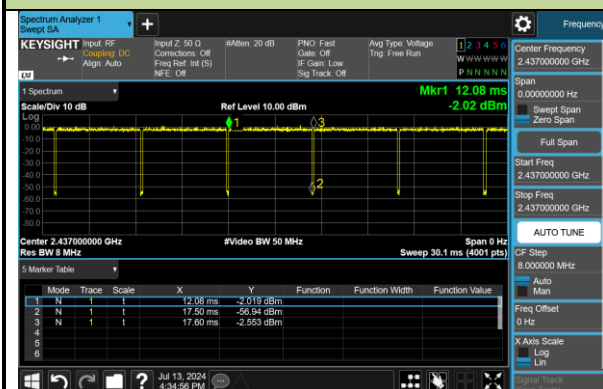 Spectrum Analyzer 1
Swept SA
Frequency
KEYSIGHT
Input: RF
Coupling: DC
Align: Auto
Input Z: 50 Ω
Corrections: Off
Freq Ref: Int (S)
NFE: Off
#Atten: 20 dB
PNO: Fast
Gate: Off
IF Gain: Low
Sig Track: Off
Avg Type: Voltage
Trig: Free Run
1 2 3 4 5 6
W W W W W W
P N N N N N
LVI
1 Spectrum
Scale/Div 10 dB
Ref Level 10.00 dBm
Mkr1 12.08 ms
-2.02 dBm
Log
0.00
-10.0
-20.0
-30.0
-40.0
-50.0
-60.0
-70.0
-80.0
1
3
2
Center 2.437000000 GHz
Res BW 8 MHz
#Video BW 50 MHz
Span 0 Hz
Sweep 30.1 ms (4001 pts)
5 Marker Table
Mode Trace Scale X Y Function Function Width Function Value
1 N 1 t 12.08 ms -2.019 dBm
2 N 1 t 17.50 ms -56.94 dBm
3 N 1 t 17.60 ms -2.553 dBm
4
5
6
Center Frequency
2.437000000 GHz
Span
0.00000000 Hz
Swept Span
Zero Span
Full Span
Start Freq
2.437000000 GHz
Stop Freq
2.437000000 GHz
AUTO TUNE
CF Step
8.000000 MHz
Auto
Man
Freq Offset
0 Hz
X Axis Scale
Log
Lin
Signal Track
Jul 13, 2024
4:34:56 PM